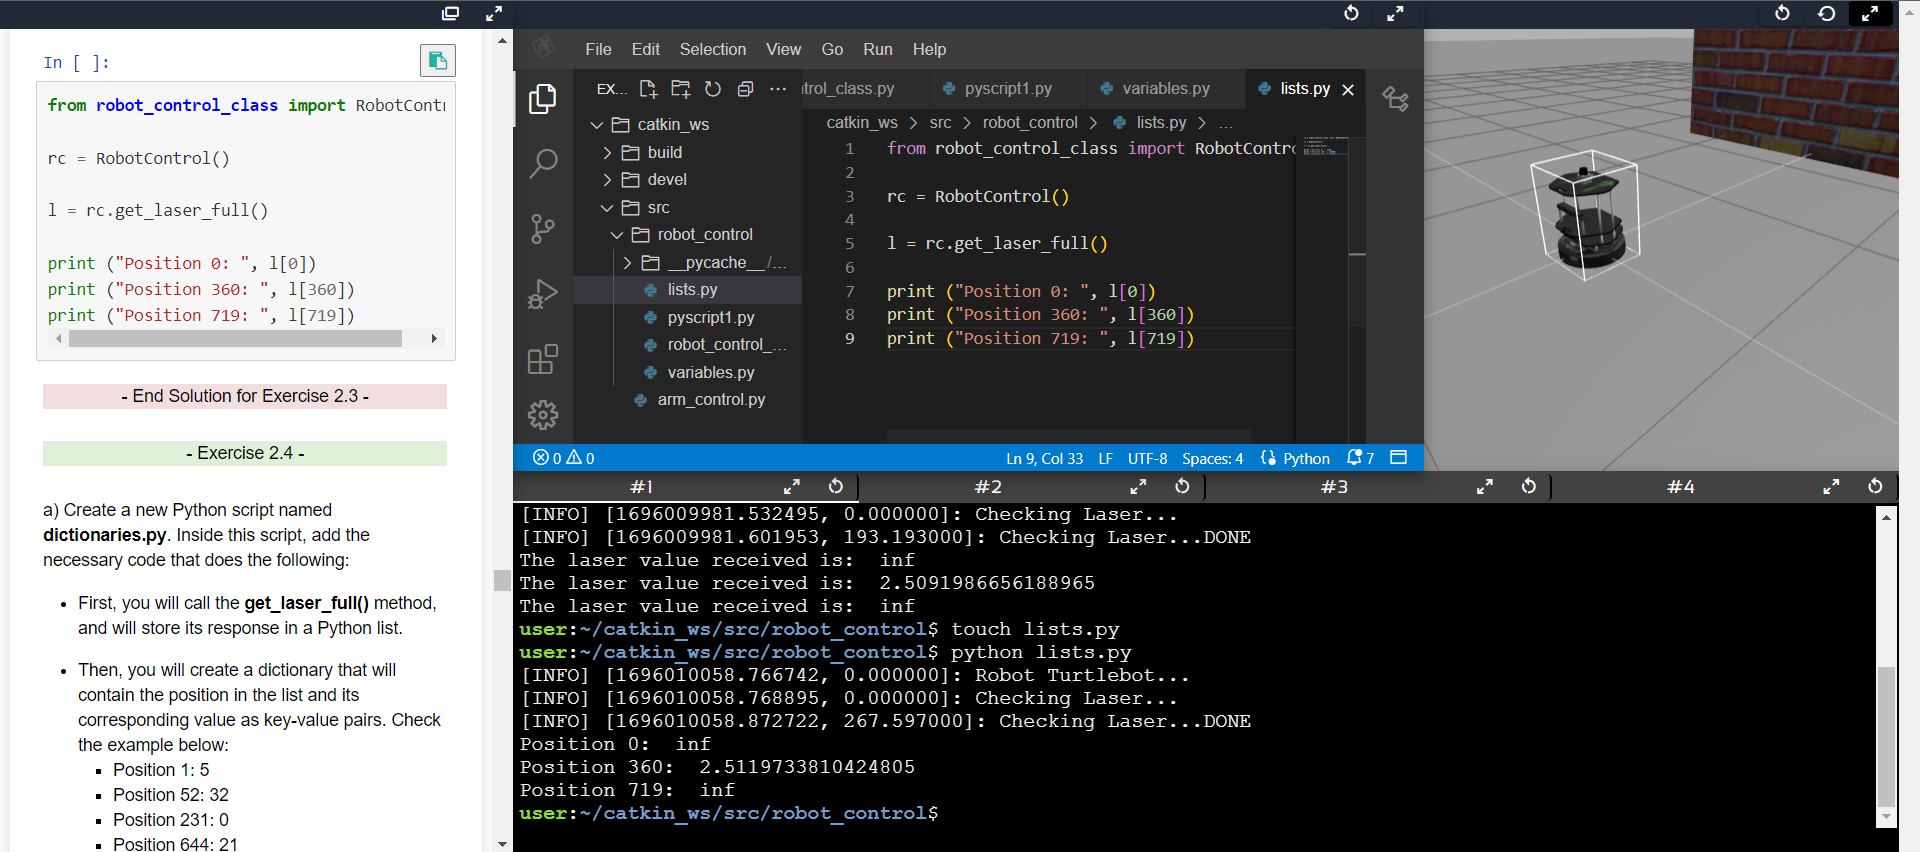 In [ ]:
from robot_control_class import RobotContr
rc = RobotControl()
l = rc.get_laser_full()
print ("Position 0: ", l[0])
print ("Position 360: ", l[360])
print ("Position 719: ", l[719])
- End Solution for Exercise 2.3 -
- Exercise 2.4 -
a) Create a new Python script named
dictionaries.py. Inside this script, add the
necessary code that does the following:
• First, you will call the get_laser_full() method,
and will store its response in a Python list.
• Then, you will create a dictionary that will
contain the position in the list and its
corresponding value as key-value pairs. Check
the example below:
▪ Position 1: 5
▪ Position 52: 32
▪ Position 231: 0
▪ Position 644: 21
File Edit Selection View Go Run Help
EX...
catkin_ws
build
devel
src
robot_control
__pycache__ /...
lists.py
pyscript1.py
robot_control_...
variables.py
arm_control.py
trol_class.py pyscript1.py variables.py lists.py
catkin_ws > src > robot_control > lists.py > ...
1 from robot_control_class import RobotContro
2
3 rc = RobotControl()
4
5 l = rc.get_laser_full()
6
7 print ("Position 0: ", l[0])
8 print ("Position 360: ", l[360])
9 print ("Position 719: ", l[719])
0 0 Ln 9, Col 33 LF UTF-8 Spaces: 4 Python 7
#1 #2 #3 #4
[INFO] [1696009981.532495, 0.000000]: Checking Laser...
[INFO] [1696009981.601953, 193.193000]: Checking Laser...DONE
The laser value received is:  inf
The laser value received is:  2.5091986656188965
The laser value received is:  inf
user:~/catkin_ws/src/robot_control$ touch lists.py
user:~/catkin_ws/src/robot_control$ python lists.py
[INFO] [1696010058.766742, 0.000000]: Robot Turtlebot...
[INFO] [1696010058.768895, 0.000000]: Checking Laser...
[INFO] [1696010058.872722, 267.597000]: Checking Laser...DONE
Position 0:  inf
Position 360:  2.5119733810424805
Position 719:  inf
user:~/catkin_ws/src/robot_control$